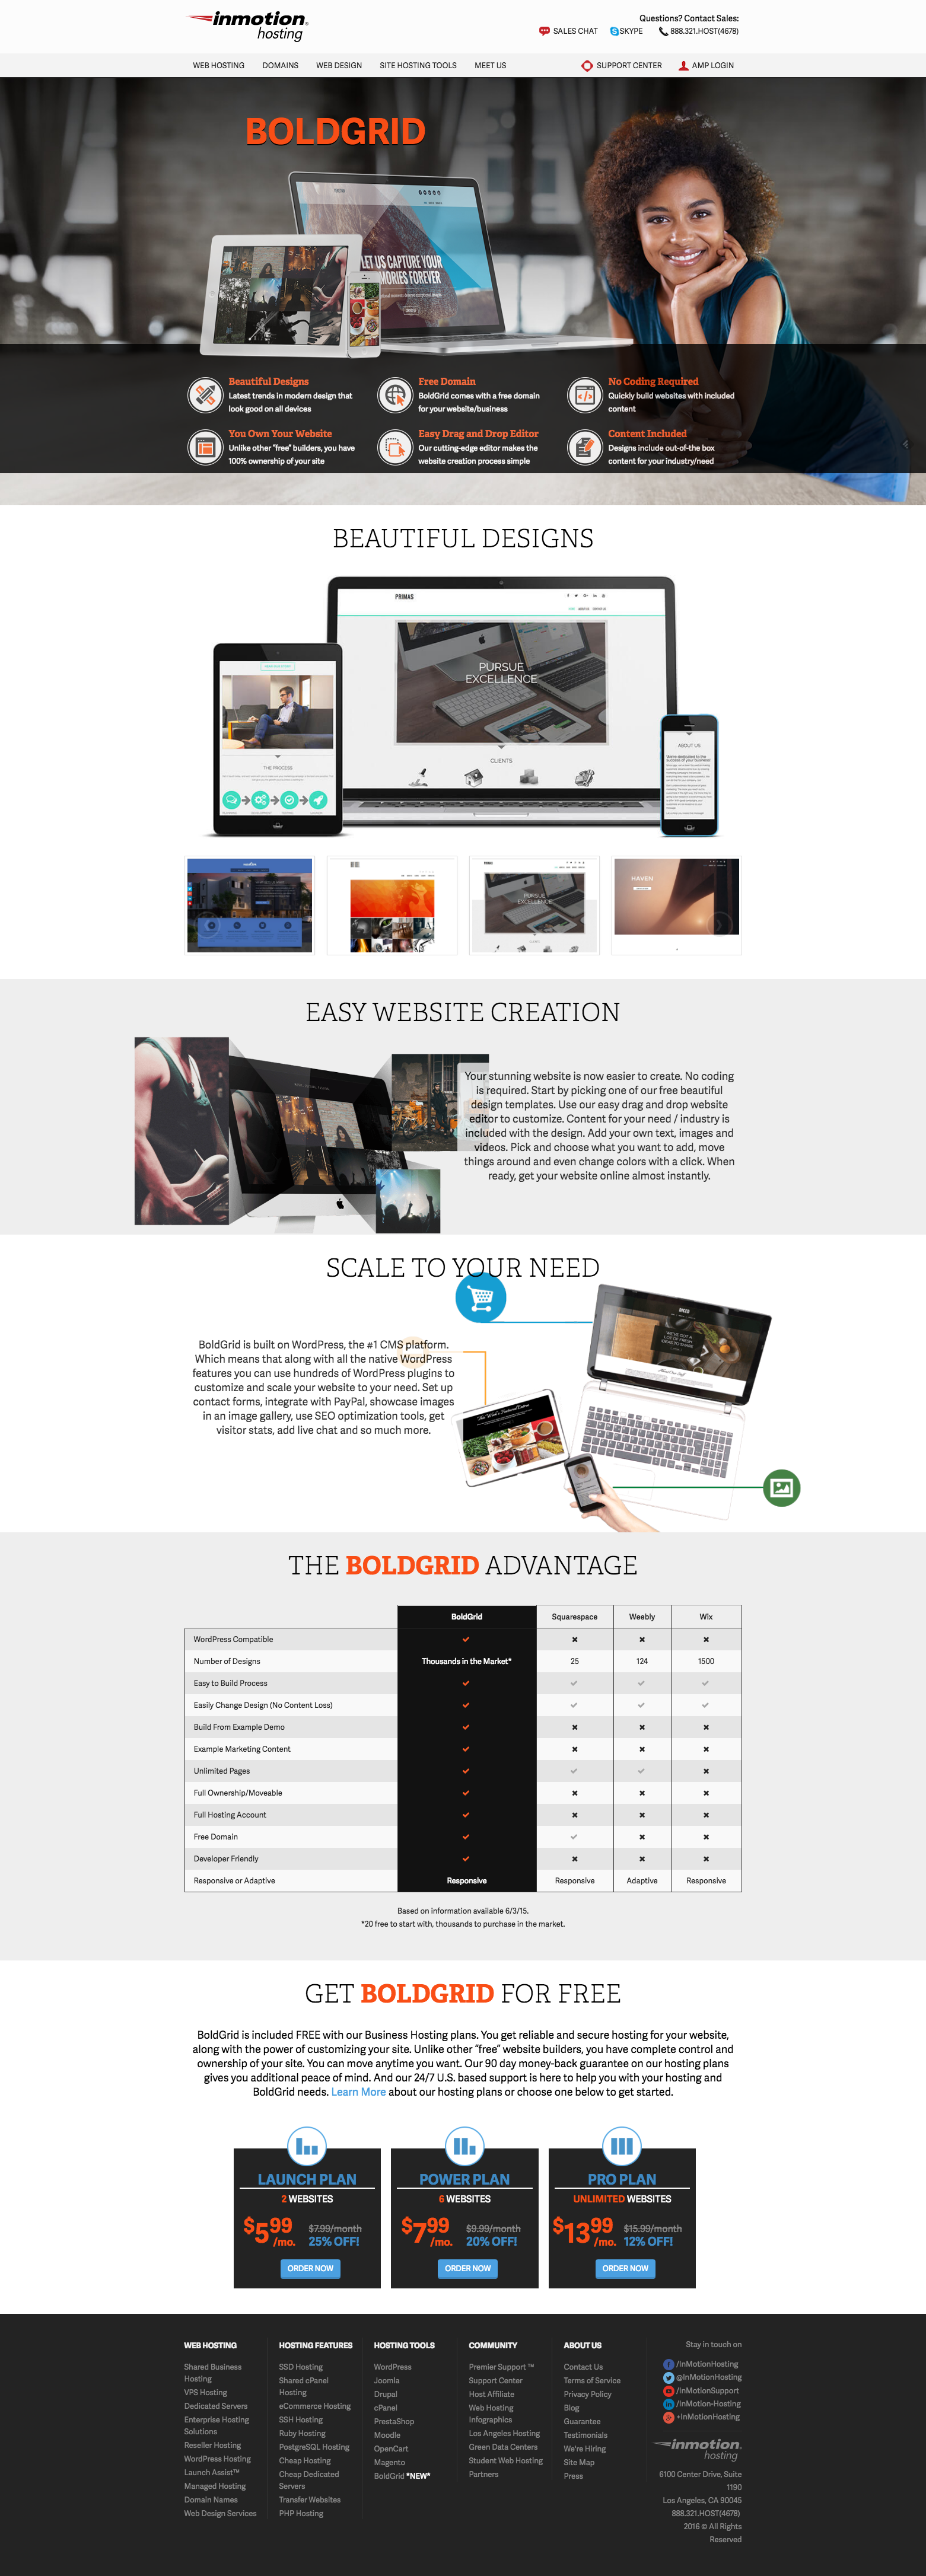 inmotion
hosting
Questions? Contact Sales:
SALES CHAT SKYPE 888.321.HOST(4678)
WEB HOSTING DOMAINS WEB DESIGN SITE HOSTING TOOLS MEET US SUPPORT CENTER AMP LOGIN
BOLDGRID
LET US CAPTURE YOUR
MORIES FOREVER
Beautiful Designs
Latest trends in modern design that
look good on all devices
Free Domain
BoldGrid comes with a free domain
for your website/business
No Coding Required
Quickly build websites with included
content
You Own Your Website
Unlike other "free" builders, you have
100% ownership of your site
Easy Drag and Drop Editor
Our cutting-edge editor makes the
website creation process simple
Content Included
Designs include out-of-the box
content for your industry/need
BEAUTIFUL DESIGNS
PRIMAS
PURSUE
EXCELLENCE
CLIENTS
THE PROCESS
ABOUT US
PURSUE
EXCELLENCE
HAVEN
EASY WEBSITE CREATION
Your stunning website is now easier to create. No coding
is required. Start by picking one of our free beautiful
design templates. Use our easy drag and drop website
editor to customize. Content for your need / industry is
included with the design. Add your own text, images and
videos. Pick and choose what you want to add, move
things around and even change colors with a click. When
ready, get your website online almost instantly.
SCALE TO YOUR NEED
BoldGrid is built on WordPress, the #1 CMS platform.
Which means that along with all the native WordPress
features you can use hundreds of WordPress plugins to
customize and scale your website to your need. Set up
contact forms, integrate with PayPal, showcase images
in an image gallery, use SEO optimization tools, get
visitor stats, add live chat and so much more.
THE BOLDGRID ADVANTAGE
BoldGrid Squarespace Weebly Wix
WordPress Compatible
Number of Designs Thousands in the Market* 25 124 1500
Easy to Build Process
Easily Change Design (No Content Loss)
Build From Example Demo
Example Marketing Content
Unlimited Pages
Full Ownership/Moveable
Full Hosting Account
Free Domain
Developer Friendly
Responsive or Adaptive Responsive Responsive Adaptive Responsive
Based on information available 6/3/15.
*20 free to start with, thousands to purchase in the market.
GET BOLDGRID FOR FREE
BoldGrid is included FREE with our Business Hosting plans. You get reliable and secure hosting for your website,
along with the power of customizing your site. Unlike other "free" website builders, you have complete control and
ownership of your site. You can move anytime you want. Our 90 day money-back guarantee on our hosting plans
gives you additional peace of mind. And our 24/7 U.S. based support is here to help you with your hosting and
BoldGrid needs. Learn More about our hosting plans or choose one below to get started.
LAUNCH PLAN
2 WEBSITES
$5.99/mo. $7.99/month
25% OFF!
ORDER NOW
POWER PLAN
6 WEBSITES
$7.99/mo. $9.99/month
20% OFF!
ORDER NOW
PRO PLAN
UNLIMITED WEBSITES
$13.99/mo. $15.99/month
12% OFF!
ORDER NOW
WEB HOSTING
Shared Business
Hosting
VPS Hosting
Dedicated Servers
Enterprise Hosting
Solutions
Reseller Hosting
WordPress Hosting
Launch Assist™
Managed Hosting
Domain Names
Web Design Services
HOSTING FEATURES
SSD Hosting
Shared cPanel
Hosting
eCommerce Hosting
SSH Hosting
Ruby Hosting
PostgreSQL Hosting
Cheap Hosting
Cheap Dedicated
Servers
Transfer Websites
PHP Hosting
HOSTING TOOLS
WordPress
Joomla
Drupal
cPanel
PrestaShop
Moodle
OpenCart
Magento
BoldGrid *NEW*
COMMUNITY
Premier Support ™
Support Center
Host Affiliate
Web Hosting
Infographics
Los Angeles Hosting
Green Data Centers
Student Web Hosting
Partners
ABOUT US
Contact Us
Terms of Service
Privacy Policy
Blog
Guarantee
Testimonials
We're Hiring
Site Map
Press
Stay in touch on
/InMotionHosting
@InMotionHosting
/InMotionSupport
/InMotion-Hosting
+InMotionHosting
inmotion
hosting
6100 Center Drive, Suite
1190
Los Angeles, CA 90045
888.321.HOST(4678)
2016 © All Rights
Reserved